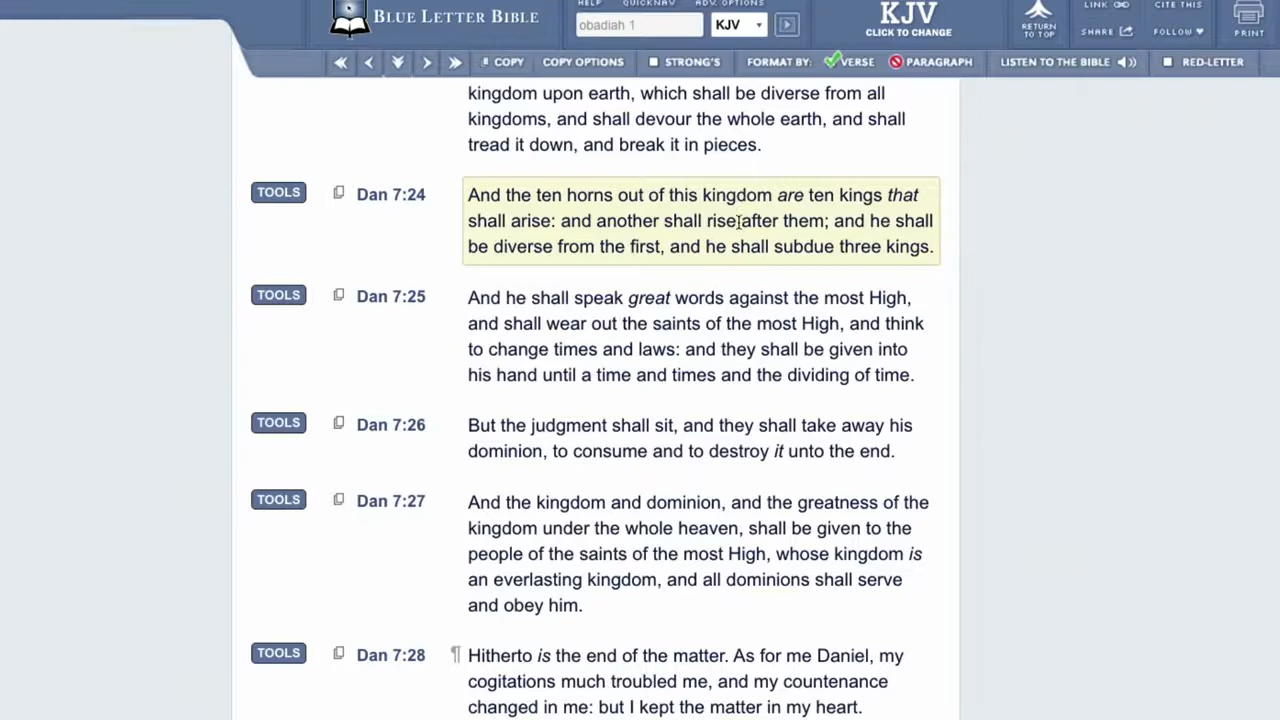 HELP QUICKNAV ADV. OPTIONS
BLUE LETTER BIBLE
obadiah 1
KJV
KJV
CLICK TO CHANGE
RETURN
TO TOP
LINK
CITE THIS
SHARE
FOLLOW
PRINT
COPY COPY OPTIONS STRONG'S FORMAT BY: VERSE PARAGRAPH LISTEN TO THE BIBLE RED-LETTER
kingdom upon earth, which shall be diverse from all
kingdoms, and shall devour the whole earth, and shall
tread it down, and break it in pieces.
TOOLS Dan 7:24 And the ten horns out of this kingdom are ten kings that
shall arise: and another shall rise after them; and he shall
be diverse from the first, and he shall subdue three kings.
TOOLS Dan 7:25 And he shall speak great words against the most High,
and shall wear out the saints of the most High, and think
to change times and laws: and they shall be given into
his hand until a time and times and the dividing of time.
TOOLS Dan 7:26 But the judgment shall sit, and they shall take away his
dominion, to consume and to destroy it unto the end.
TOOLS Dan 7:27 And the kingdom and dominion, and the greatness of the
kingdom under the whole heaven, shall be given to the
people of the saints of the most High, whose kingdom is
an everlasting kingdom, and all dominions shall serve
and obey him.
TOOLS Dan 7:28 ¶ Hitherto is the end of the matter. As for me Daniel, my
cogitations much troubled me, and my countenance
changed in me: but I kept the matter in my heart.